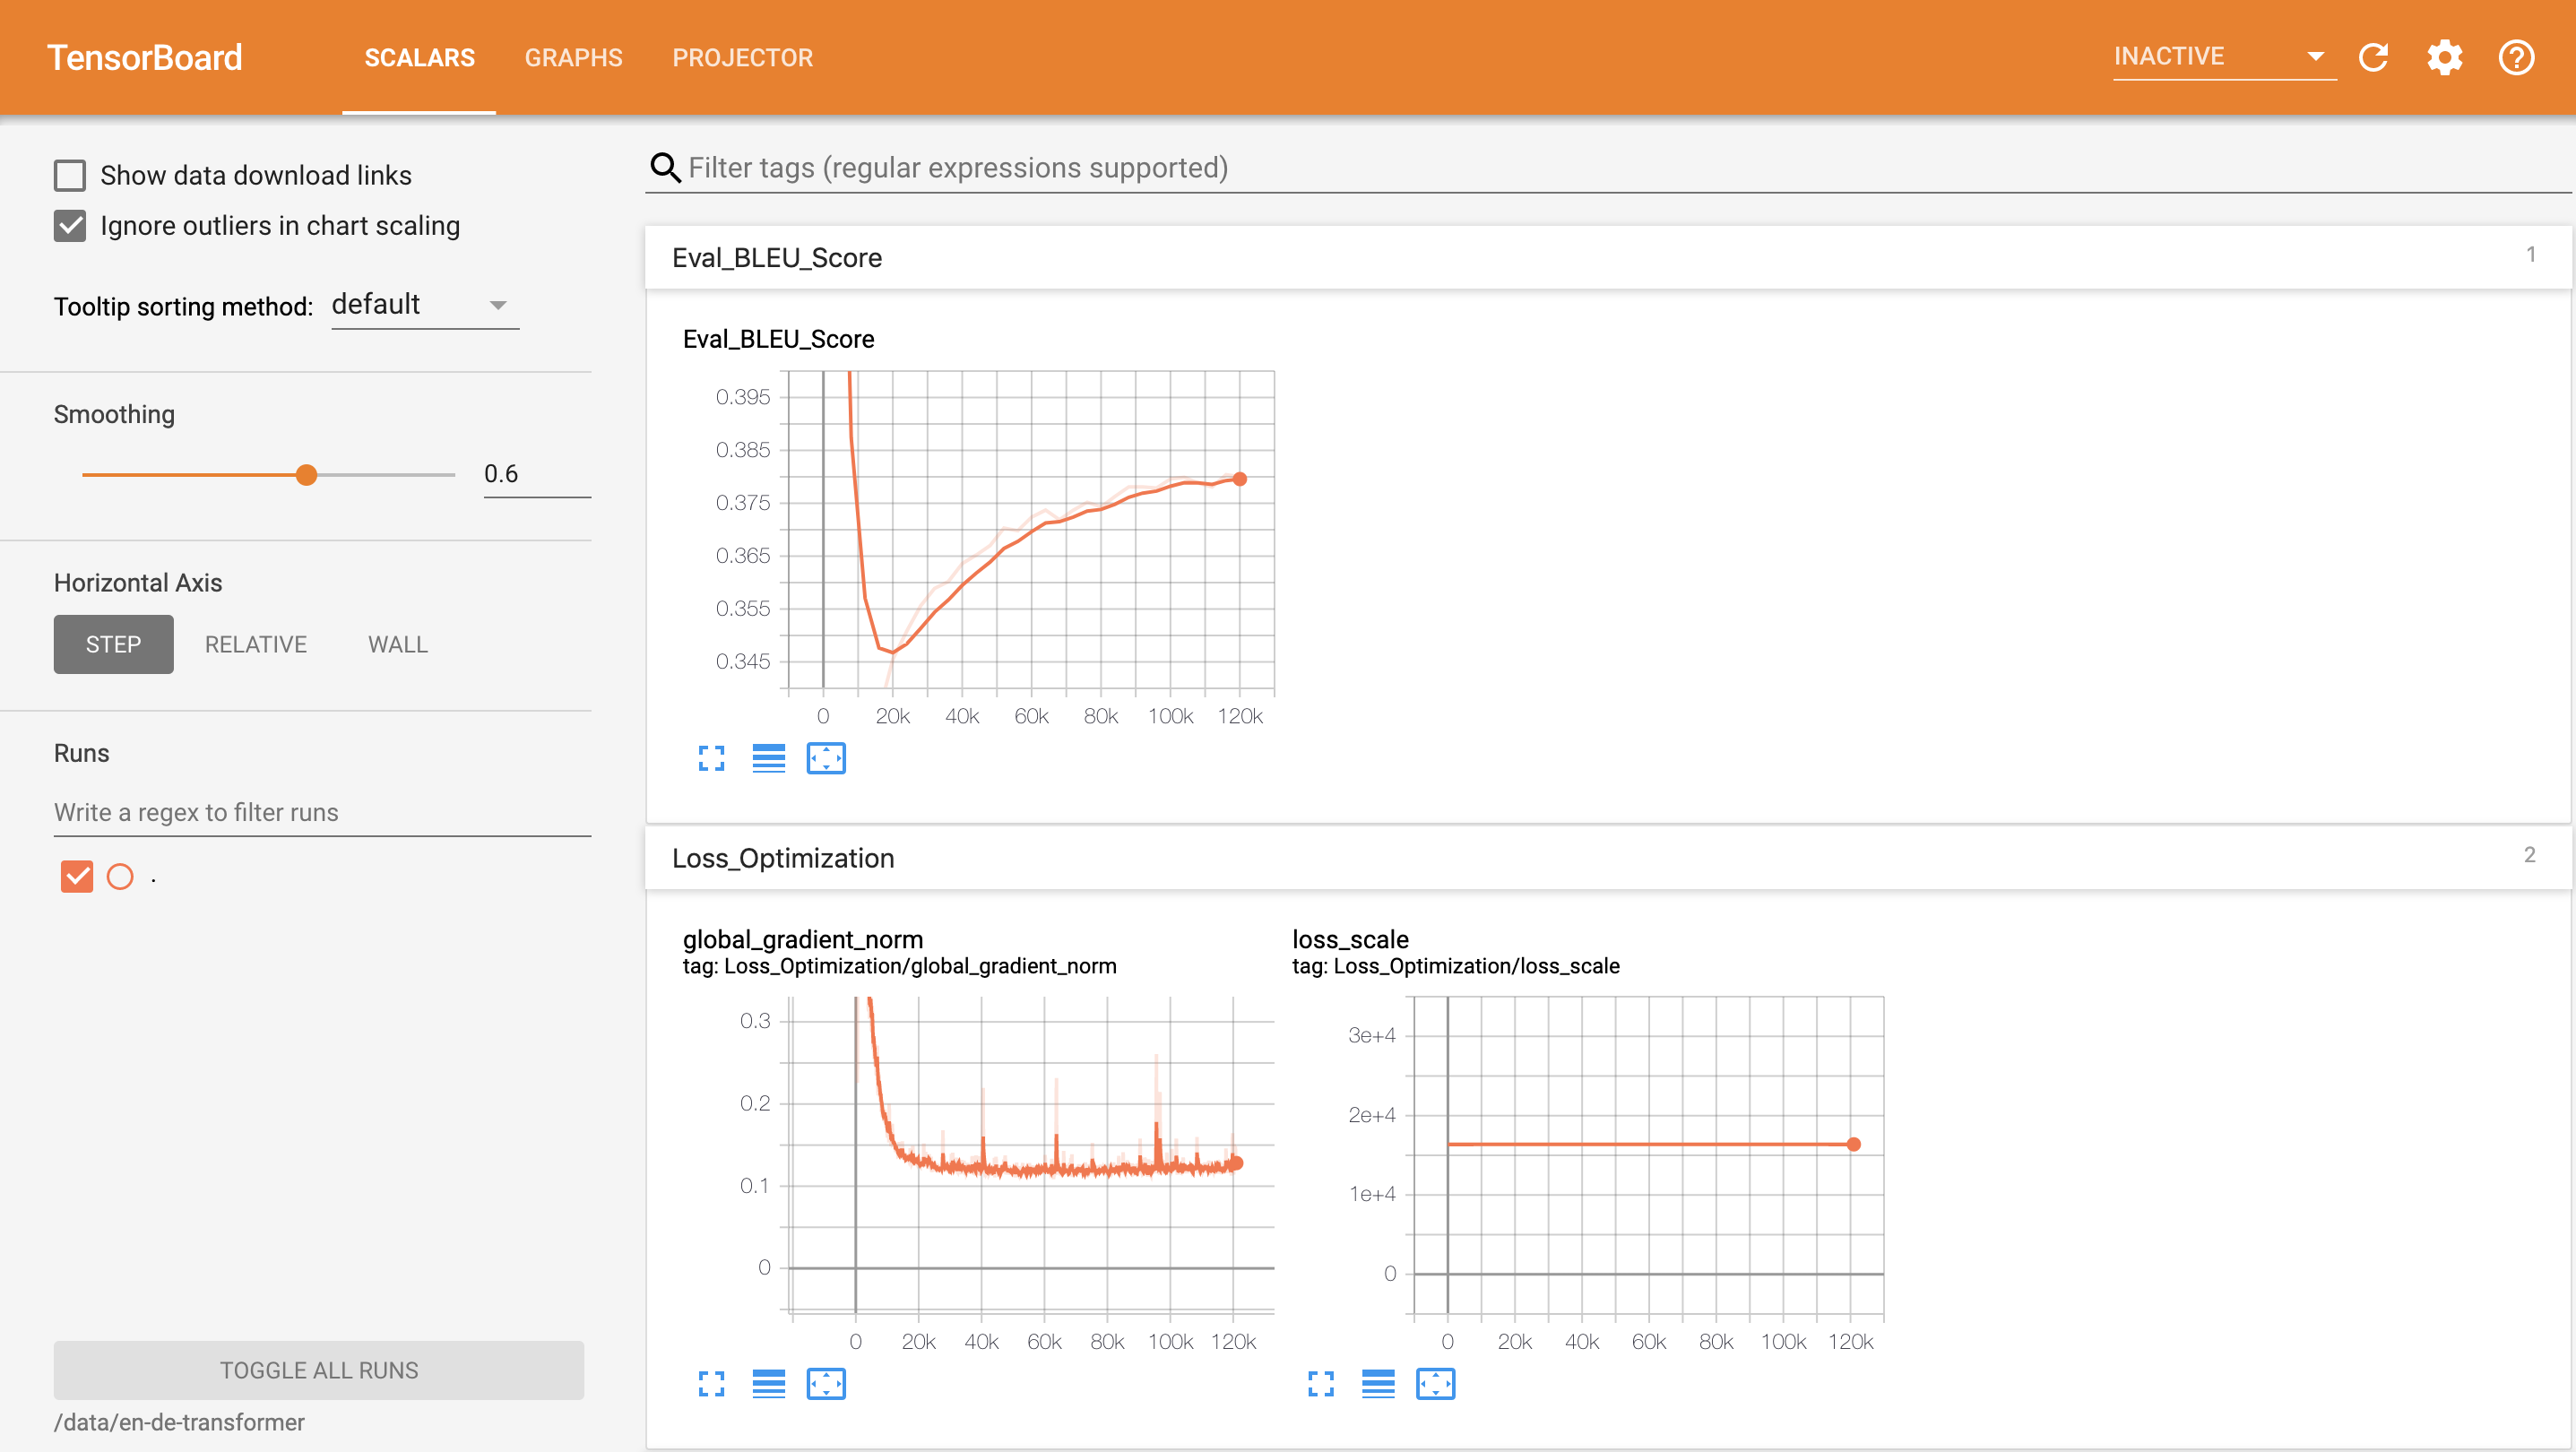 TensorBoard
SCALARS GRAPHS PROJECTOR
INACTIVE
Show data download links
Ignore outliers in chart scaling
Tooltip sorting method: default
Smoothing
0.6
Horizontal Axis
STEP RELATIVE WALL
Runs
Write a regex to filter runs
.
TOGGLE ALL RUNS
/data/en-de-transformer
Filter tags (regular expressions supported)
Eval_BLEU_Score 1
Eval_BLEU_Score
0.395
0.385
0.375
0.365
0.355
0.345
0 20k 40k 60k 80k 100k 120k
Loss_Optimization 2
global_gradient_norm
tag: Loss_Optimization/global_gradient_norm
0.3
0.2
0.1
0
0 20k 40k 60k 80k 100k 120k
loss_scale
tag: Loss_Optimization/loss_scale
3e+4
2e+4
1e+4
0
0 20k 40k 60k 80k 100k 120k